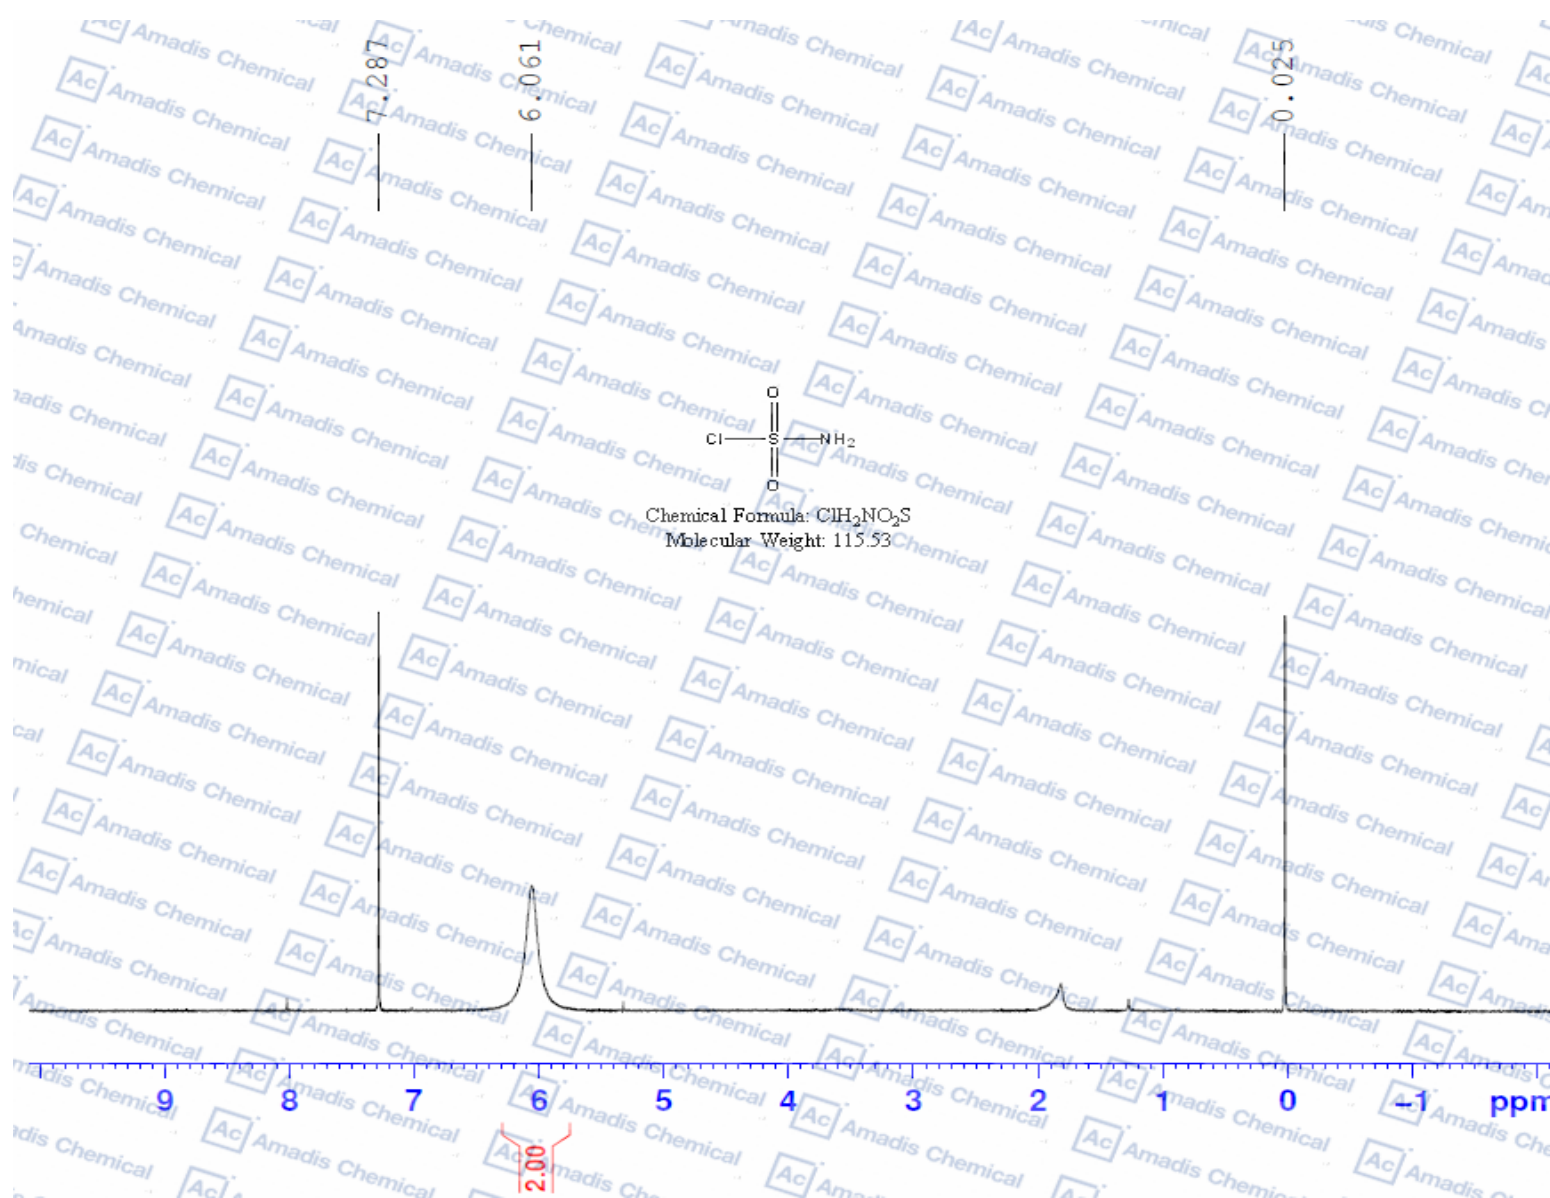 7.287
6.061
0.025
O
Cl S NH2
O
Chemical Formula: ClH2NO2S
Molecular Weight: 115.53
9 8 7 6 5 4 3 2 1 0 -1 ppm
2.00
Ac Amadis Chemical